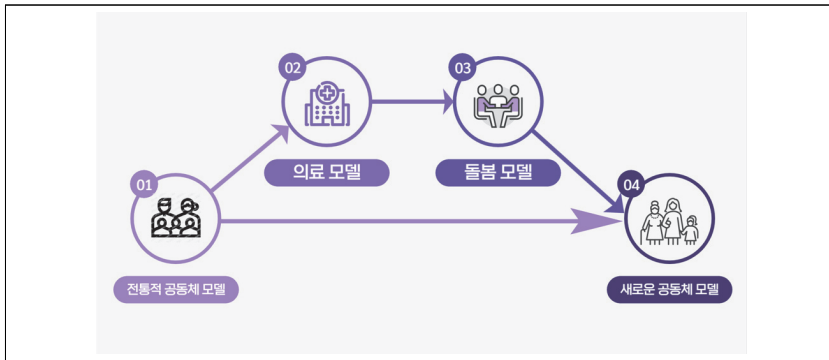 01
전통적 공동체 모델
02
의료 모델
03
돌봄 모델
04
새로운 공동체 모델